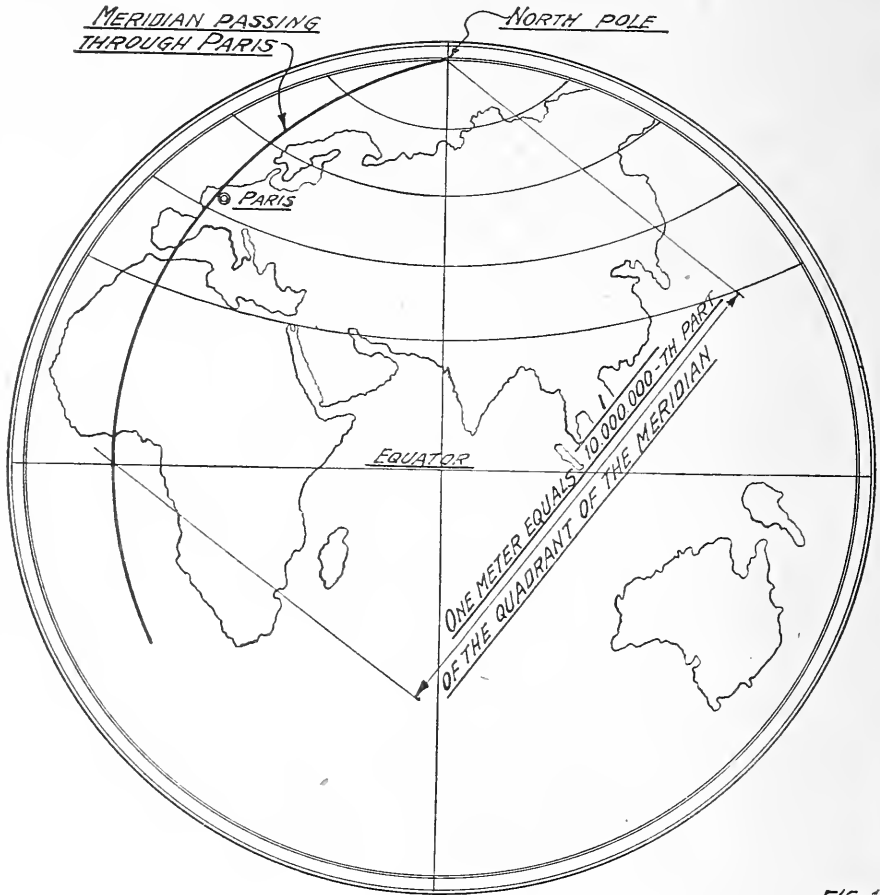 MERIDIAN PASSING
THROUGH PARIS
NORTH POLE
PARIS
EQUATOR
ONE METER EQUALS 10.000.000-TH PART
OF THE QUADRANT OF THE MERIDIAN